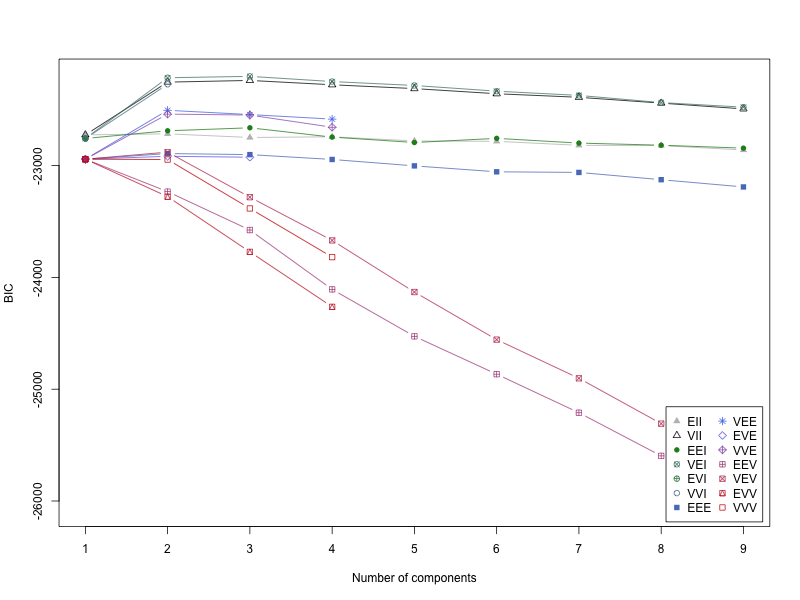 BIC
-23000
-24000
-25000
-26000
1 2 3 4 5 6 7 8 9
Number of components
EII VEE
VII EVE
EEI VVE
VEI EEV
EVI VEV
VVI EVV
EEE VVV